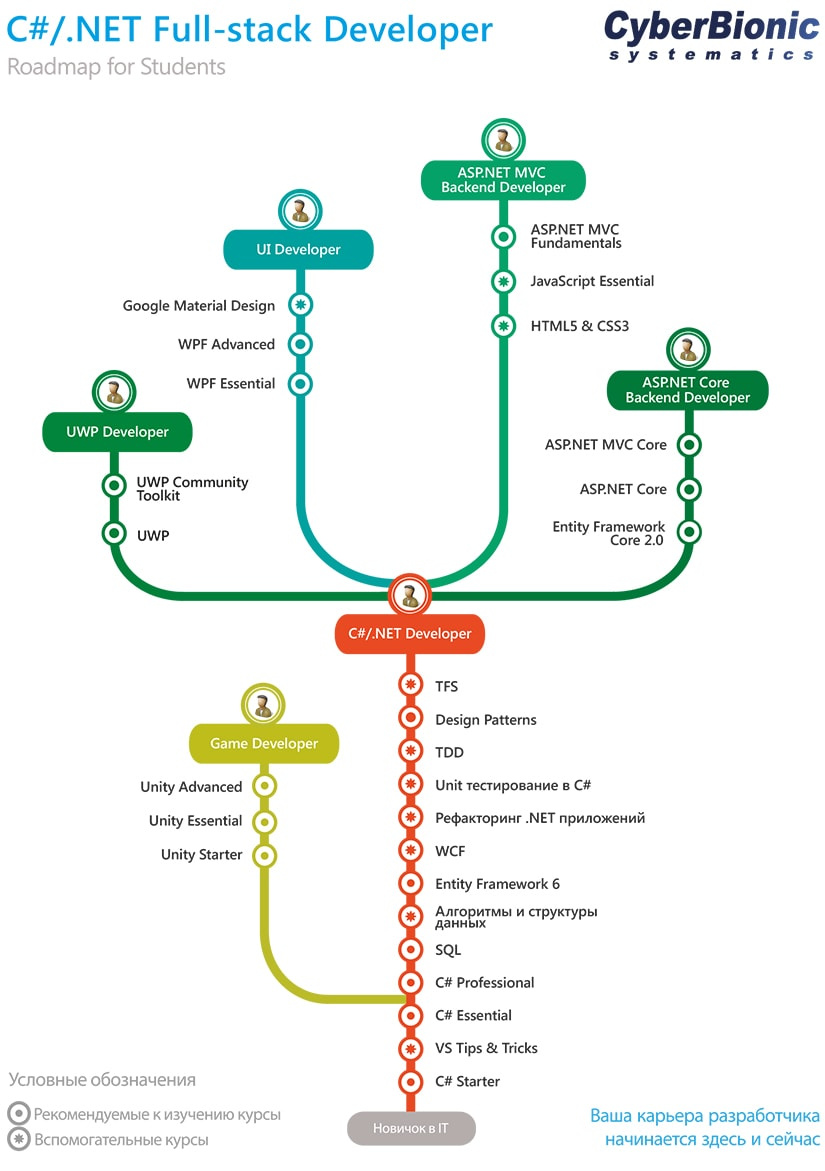 C#/.NET Full-stack Developer
Roadmap for Students
CyberBionic
systematics
ASP.NET MVC
Backend Developer
ASP.NET MVC
Fundamentals
JavaScript Essential
HTML5 & CSS3
UI Developer
Google Material Design
WPF Advanced
WPF Essential
ASP.NET Core
Backend Developer
ASP.NET MVC Core
ASP.NET Core
Entity Framework
Core 2.0
UWP Developer
UWP Community
Toolkit
UWP
C#/.NET Developer
TFS
Design Patterns
TDD
Unit тестирование в C#
Рефакторинг .NET приложений
WCF
Entity Framework 6
Алгоритмы и структуры
данных
SQL
C# Professional
C# Essential
VS Tips & Tricks
C# Starter
Game Developer
Unity Advanced
Unity Essential
Unity Starter
Новичок в IT
Условные обозначения
Рекомендуемые к изучению курсы
Вспомогательные курсы
Ваша карьера разработчика
начинается здесь и сейчас